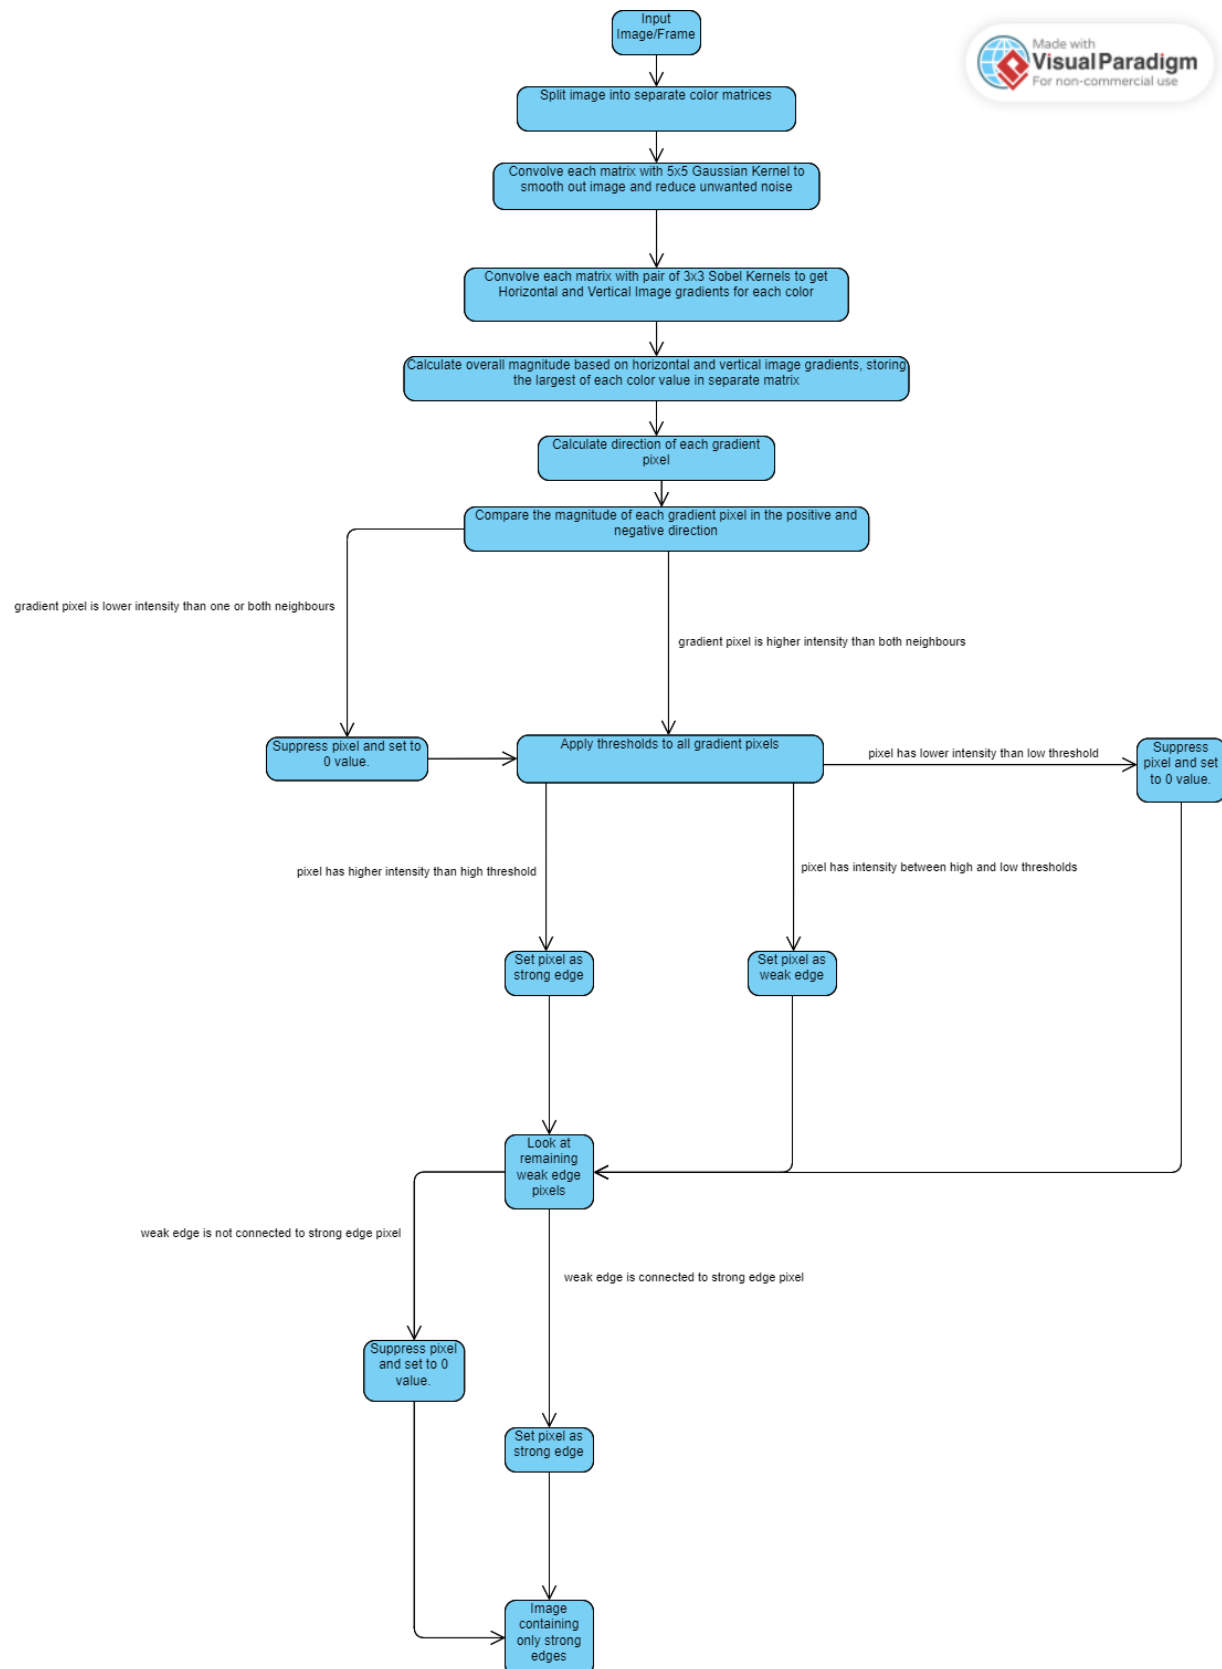 Input
Image/Frame
Made with
Visual Paradigm
For non-commercial use
Split image into separate color matrices
Convolve each matrix with 5x5 Gaussian Kernel to
smooth out image and reduce unwanted noise
Convolve each matrix with pair of 3x3 Sobel Kernels to get
Horizontal and Vertical Image gradients for each color
Calculate overall magnitude based on horizontal and vertical image gradients, storing
the largest of each color value in separate matrix
Calculate direction of each gradient
pixel
Compare the magnitude of each gradient pixel in the positive and
negative direction
gradient pixel is lower intensity than one or both neighbours
gradient pixel is higher intensity than both neighbours
Suppress pixel and set to
0 value.
Apply thresholds to all gradient pixels
pixel has lower intensity than low threshold
Suppress
pixel and set
to 0 value.
pixel has higher intensity than high threshold
pixel has intensity between high and low thresholds
Set pixel as
strong edge
Set pixel as
weak edge
Look at
remaining
weak edge
pixels
weak edge is not connected to strong edge pixel
weak edge is connected to strong edge pixel
Suppress pixel
and set to 0
value.
Set pixel as
strong edge
Image
containing
only strong
edges